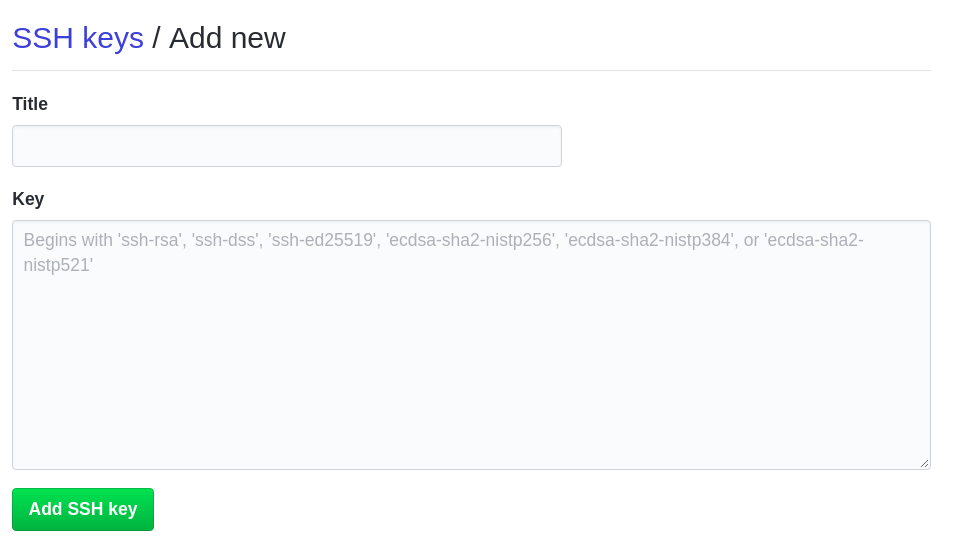 SSH keys / Add new
Title
Key
Begins with 'ssh-rsa', 'ssh-dss', 'ssh-ed25519', 'ecdsa-sha2-nistp256', 'ecdsa-sha2-nistp384', or 'ecdsa-sha2-
nistp521'
Add SSH key